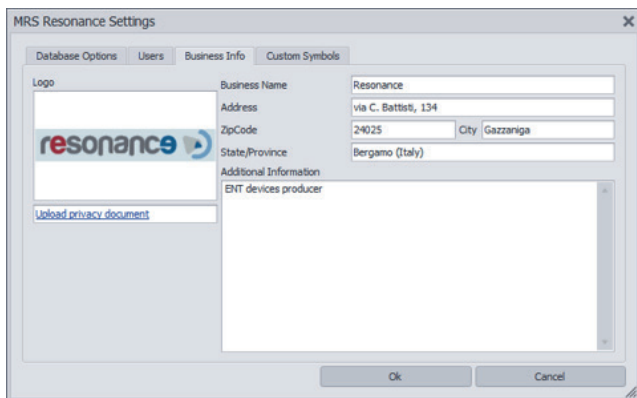 MRS Resonance Settings
Database Options Users Business Info Custom Symbols
Logo
resonance
Upload privacy document
Business Name Resonance
Address via C. Battisti, 134
ZipCode 24025 City Gazzaniga
State/Province Bergamo (Italy)
Additional Information
ENT devices producer
Ok Cancel